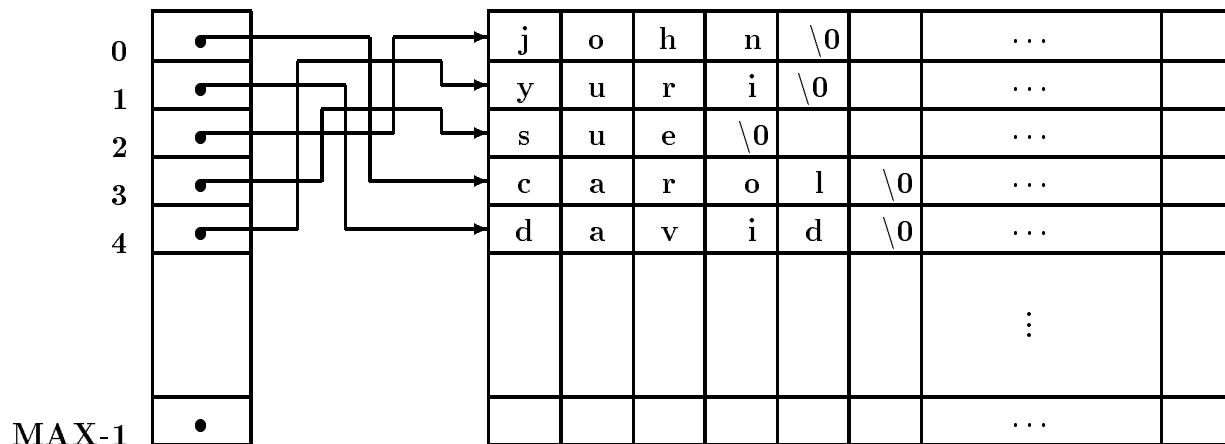 0 j o h n \0 ...
1 y u r i \0 ...
2 s u e \0 ...
3 c a r o l \0 ...
4 d a v i d \0 ...
⋮
MAX-1 ...